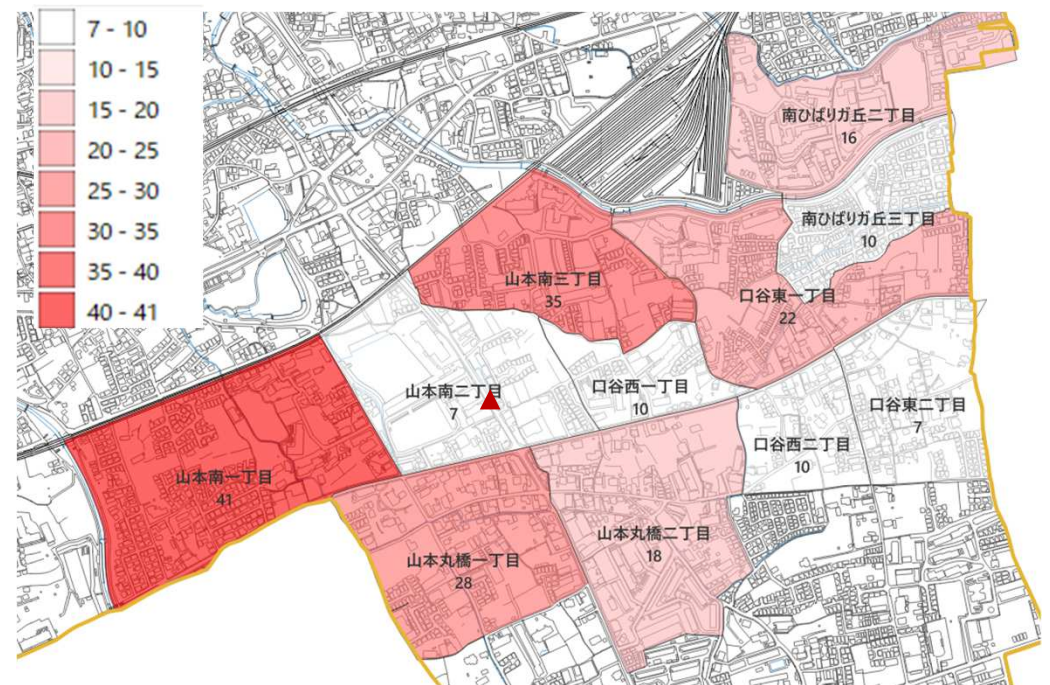 7 - 10
10 - 15
15 - 20
20 - 25
25 - 30
30 - 35
35 - 40
40 - 41
南ひばりガ丘二丁目
16
南ひばりガ丘三丁目
10
山本南三丁目
35
口谷東一丁目
22
山本南二丁目
7
口谷西一丁目
10
口谷東二丁目
7
口谷西二丁目
10
山本南一丁目
41
山本丸橋一丁目
28
山本丸橋二丁目
18